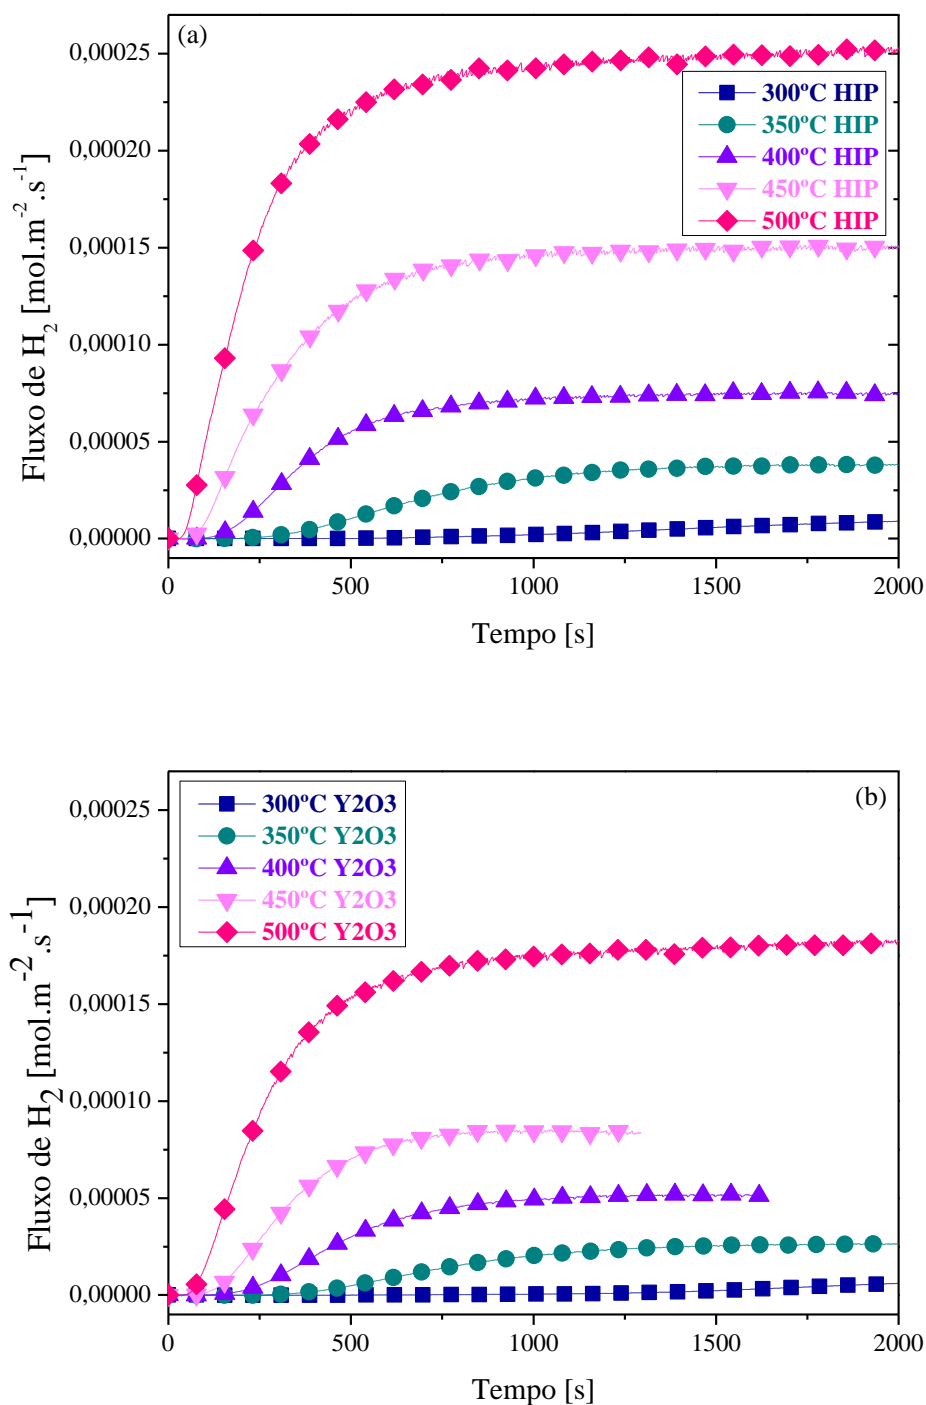 (a)
0,00025
0,00020
0,00015
0,00010
0,00005
0,00000
Fluxo de H2 [mol.m-2.s-1]
300ºC HIP
350ºC HIP
400ºC HIP
450ºC HIP
500ºC HIP
0 500 1000 1500 2000
Tempo [s]
(b)
0,00025
0,00020
0,00015
0,00010
0,00005
0,00000
Fluxo de H2 [mol.m-2.s-1]
300ºC Y2O3
350ºC Y2O3
400ºC Y2O3
450ºC Y2O3
500ºC Y2O3
0 500 1000 1500 2000
Tempo [s]